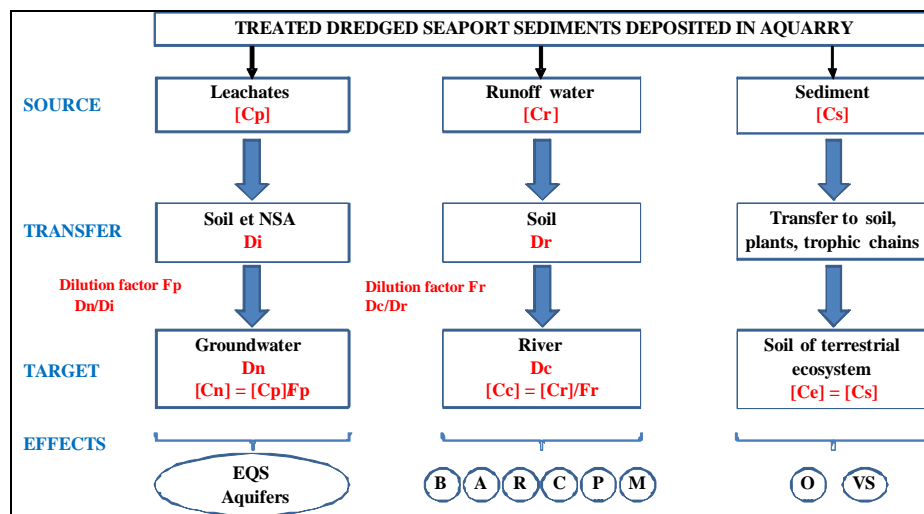 TREATED DREDGED SEAPORT SEDIMENTS DEPOSITED IN AQUARRY
SOURCE
Leachates
[Cp]
Runoff water
[Cr]
Sediment
[Cs]
TRANSFER
Soil et NSA
Di
Soil
Dr
Transfer to soil,
plants, trophic chains
Dilution factor Fp
Dn/Di
Dilution factor Fr
Dc/Dr
TARGET
Groundwater
Dn
[Cn] = [Cp]/Fp
River
Dc
[Cc] = [Cr]/Fr
Soil of terrestrial
ecosystem
[Ce] = [Cs]
EFFECTS
EQS
Aquifers
B A R C P M
O VS